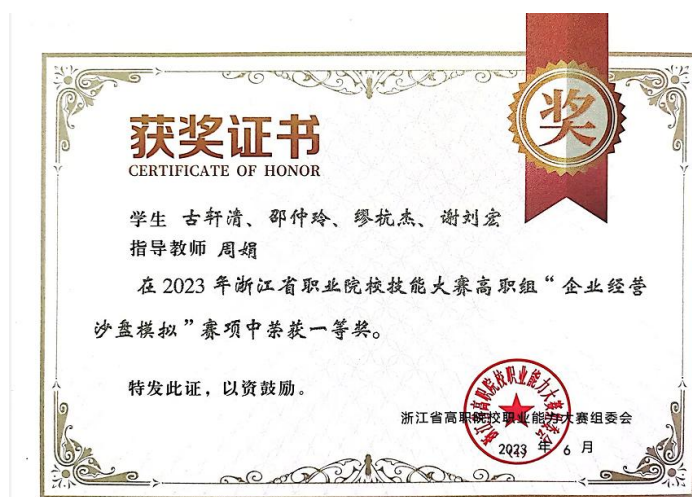 奖
获奖证书
CERTIFICATE OF HONOR
学生 古轩清、邵仲玲、缪杭杰、谢刘宏
指导教师 周娟
在 2023 年浙江省职业院校技能大赛高职组“企业经营
沙盘模拟”赛项中荣获一等奖。
特发此证，以资鼓励。
浙江省高职院校职业能力大赛组委会
2023 年 6 月